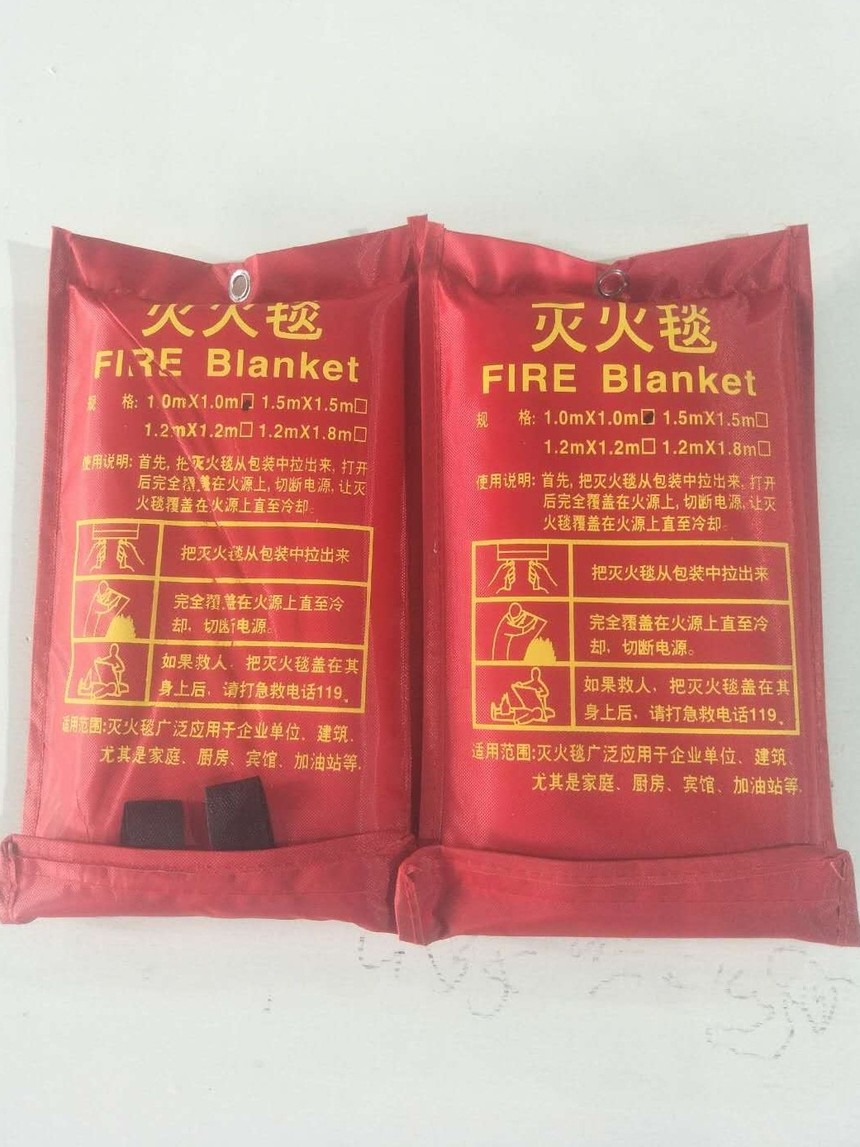 灭火毯
FIRE Blanket
规 格: 1.0mX1.0m■ 1.5mX1.5m□
1.2mX1.2m□ 1.2mX1.8m□
使用说明: 首先, 把灭火毯从包装中拉出来, 打开
后完全覆盖在火源上, 切断电源, 让灭
火毯覆盖在火源上直至冷却。
把灭火毯从包装中拉出来
完全覆盖在火源上直至冷
却, 切断电源。
如果救人, 把灭火毯盖在其
身上后, 请打急救电话119。
适用范围:灭火毯广泛应用于企业单位、建筑、
尤其是家庭、厨房、宾馆、加油站等.
灭火毯
FIRE Blanket
规 格: 1.0mX1.0m■ 1.5mX1.5m□
1.2mX1.2m□ 1.2mX1.8m□
使用说明: 首先, 把灭火毯从包装中拉出来, 打开
后完全覆盖在火源上, 切断电源, 让灭
火毯覆盖在火源上直至冷却。
把灭火毯从包装中拉出来
完全覆盖在火源上直至冷
却, 切断电源。
如果救人, 把灭火毯盖在其
身上后, 请打急救电话119。
适用范围:灭火毯广泛应用于企业单位、建筑、
尤其是家庭、厨房、宾馆、加油站等.